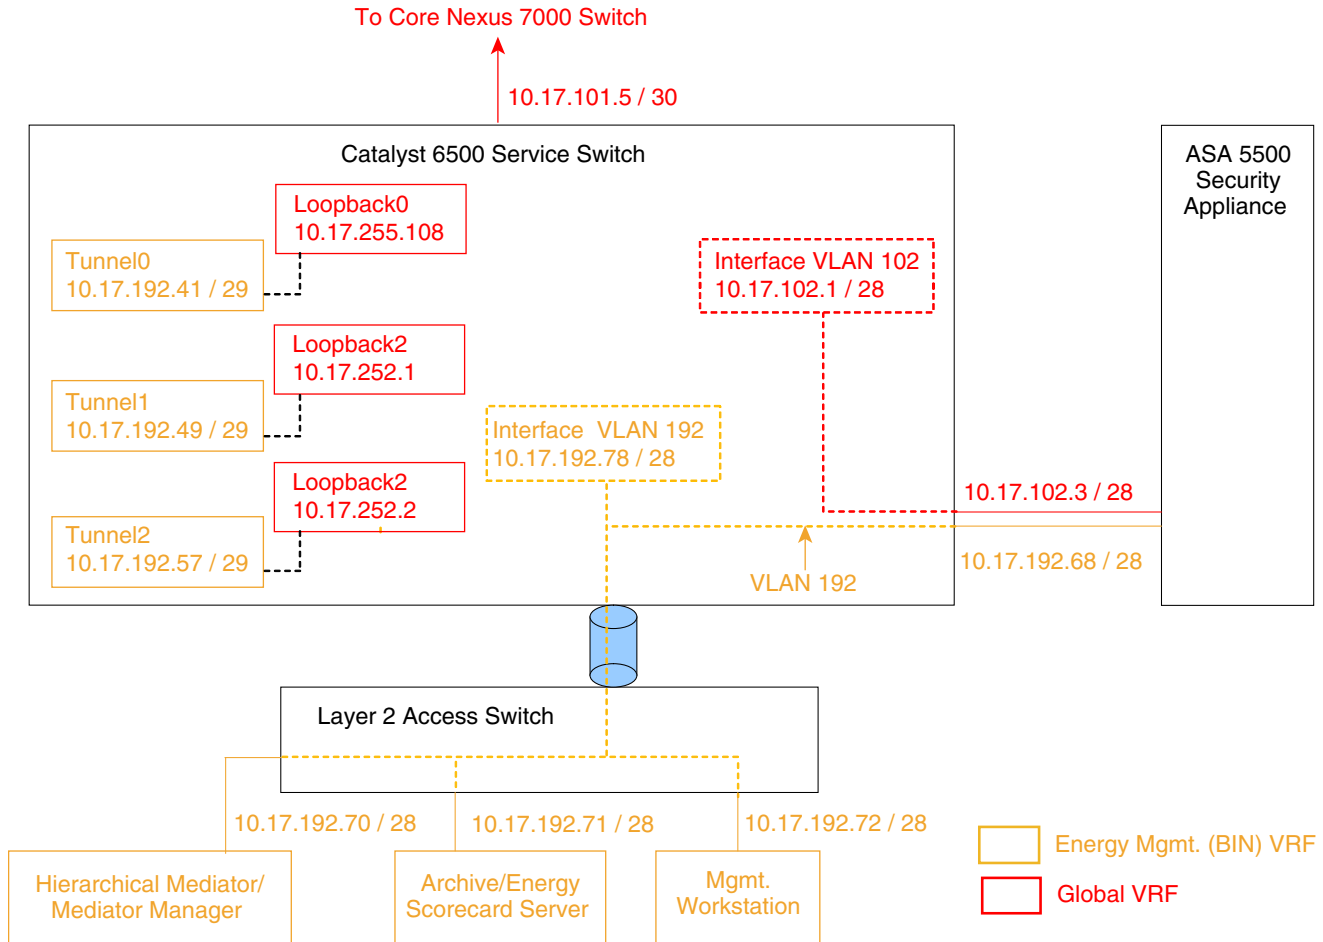 To Core Nexus 7000 Switch
10.17.101.5 / 30
Catalyst 6500 Service Switch
ASA 5500
Security
Appliance
Loopback0
10.17.255.108
Tunnel0
10.17.192.41 / 29
Interface VLAN 102
10.17.102.1 / 28
Loopback2
10.17.252.1
Tunnel1
10.17.192.49 / 29
Interface  VLAN 192
10.17.192.78 / 28
Loopback2
10.17.252.2
Tunnel2
10.17.192.57 / 29
10.17.102.3 / 28
10.17.192.68 / 28
VLAN 192
Layer 2 Access Switch
10.17.192.70 / 28
10.17.192.71 / 28
10.17.192.72 / 28
Hierarchical Mediator/
Mediator Manager
Archive/Energy
Scorecard Server
Mgmt.
Workstation
Energy Mgmt. (BIN) VRF
Global VRF